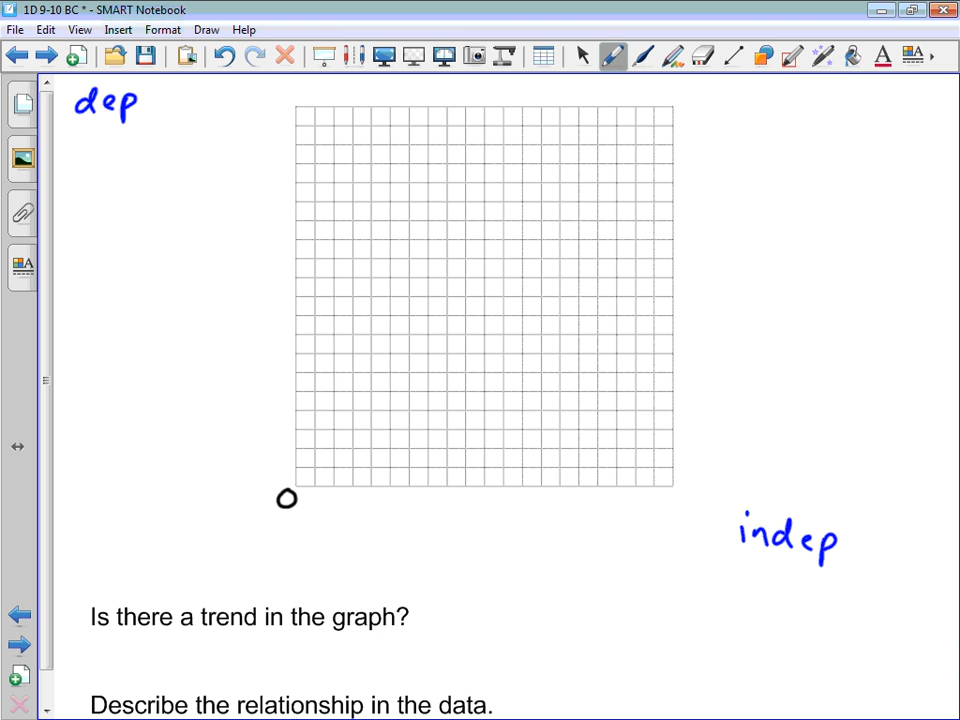 1D 9-10 BC * - SMART Notebook
File Edit View Insert Format Draw Help
dep
O
indep
Is there a trend in the graph?
Describe the relationship in the data.